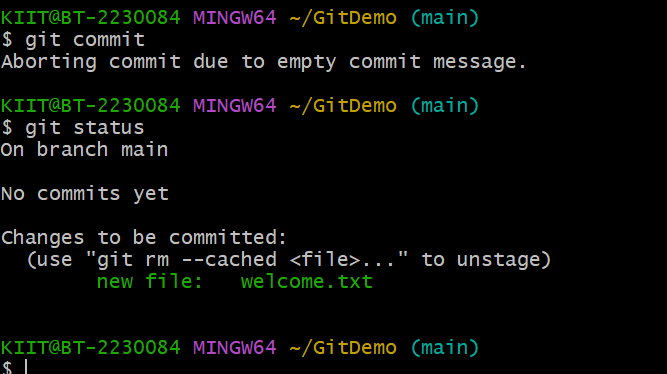 KIIT@BT-2230084 MINGW64 ~/GitDemo (main)
$ git commit
Aborting commit due to empty commit message.
KIIT@BT-2230084 MINGW64 ~/GitDemo (main)
$ git status
On branch main
No commits yet
Changes to be committed:
  (use "git rm --cached <file>..." to unstage)
        new file:   welcome.txt
KIIT@BT-2230084 MINGW64 ~/GitDemo (main)
$